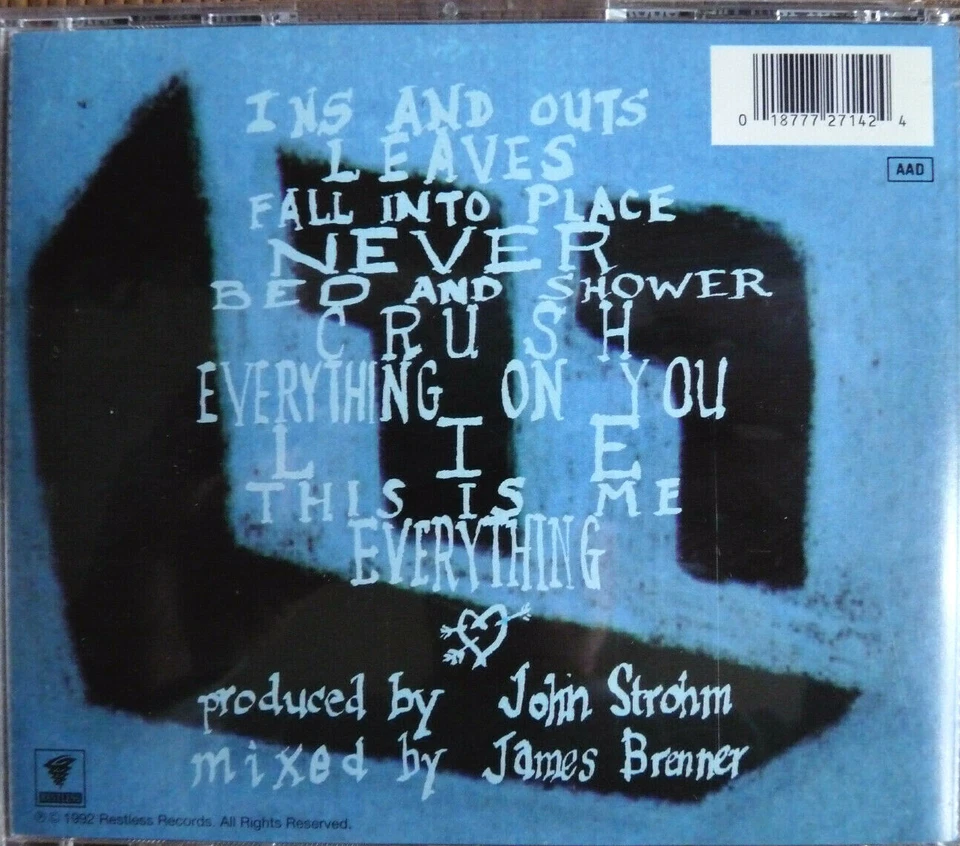 0 18777 27142 4
AAD
INS AND OUTS
LEAVES
FALL INTO PLACE
NEVER
BED AND SHOWER
CRUSH
EVERYTHING ON YOU
LIE
THIS IS ME
EVERYTHING
produced by John Strohm
mixed by James Brenner
RESTLESS
℗ © 1992 Restless Records. All Rights Reserved.